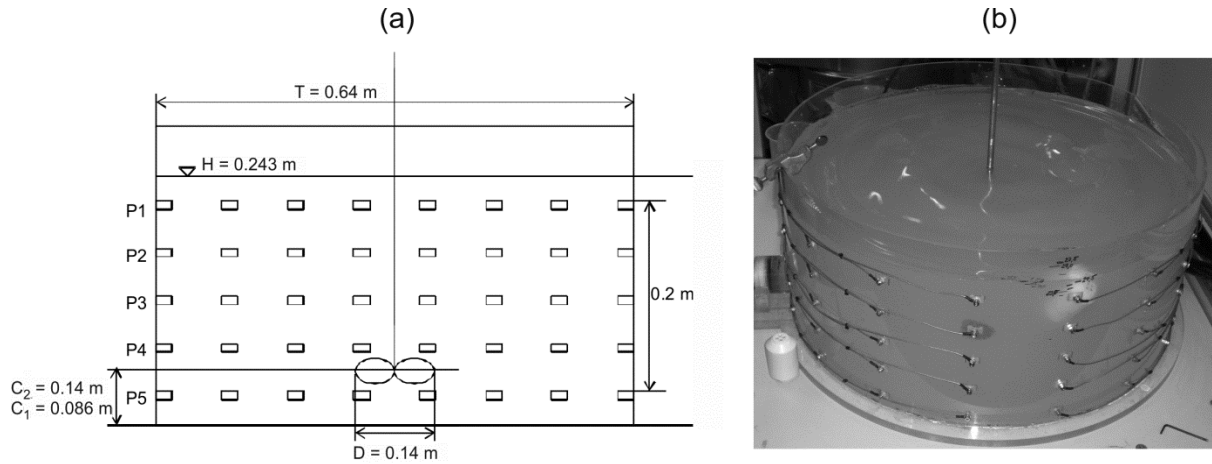 (a)
(b)
T = 0.64 m
H = 0.243 m
P1
P2
P3
0.2 m
P4
C₂ = 0.14 m
C₁ = 0.086 m
P5
D = 0.14 m